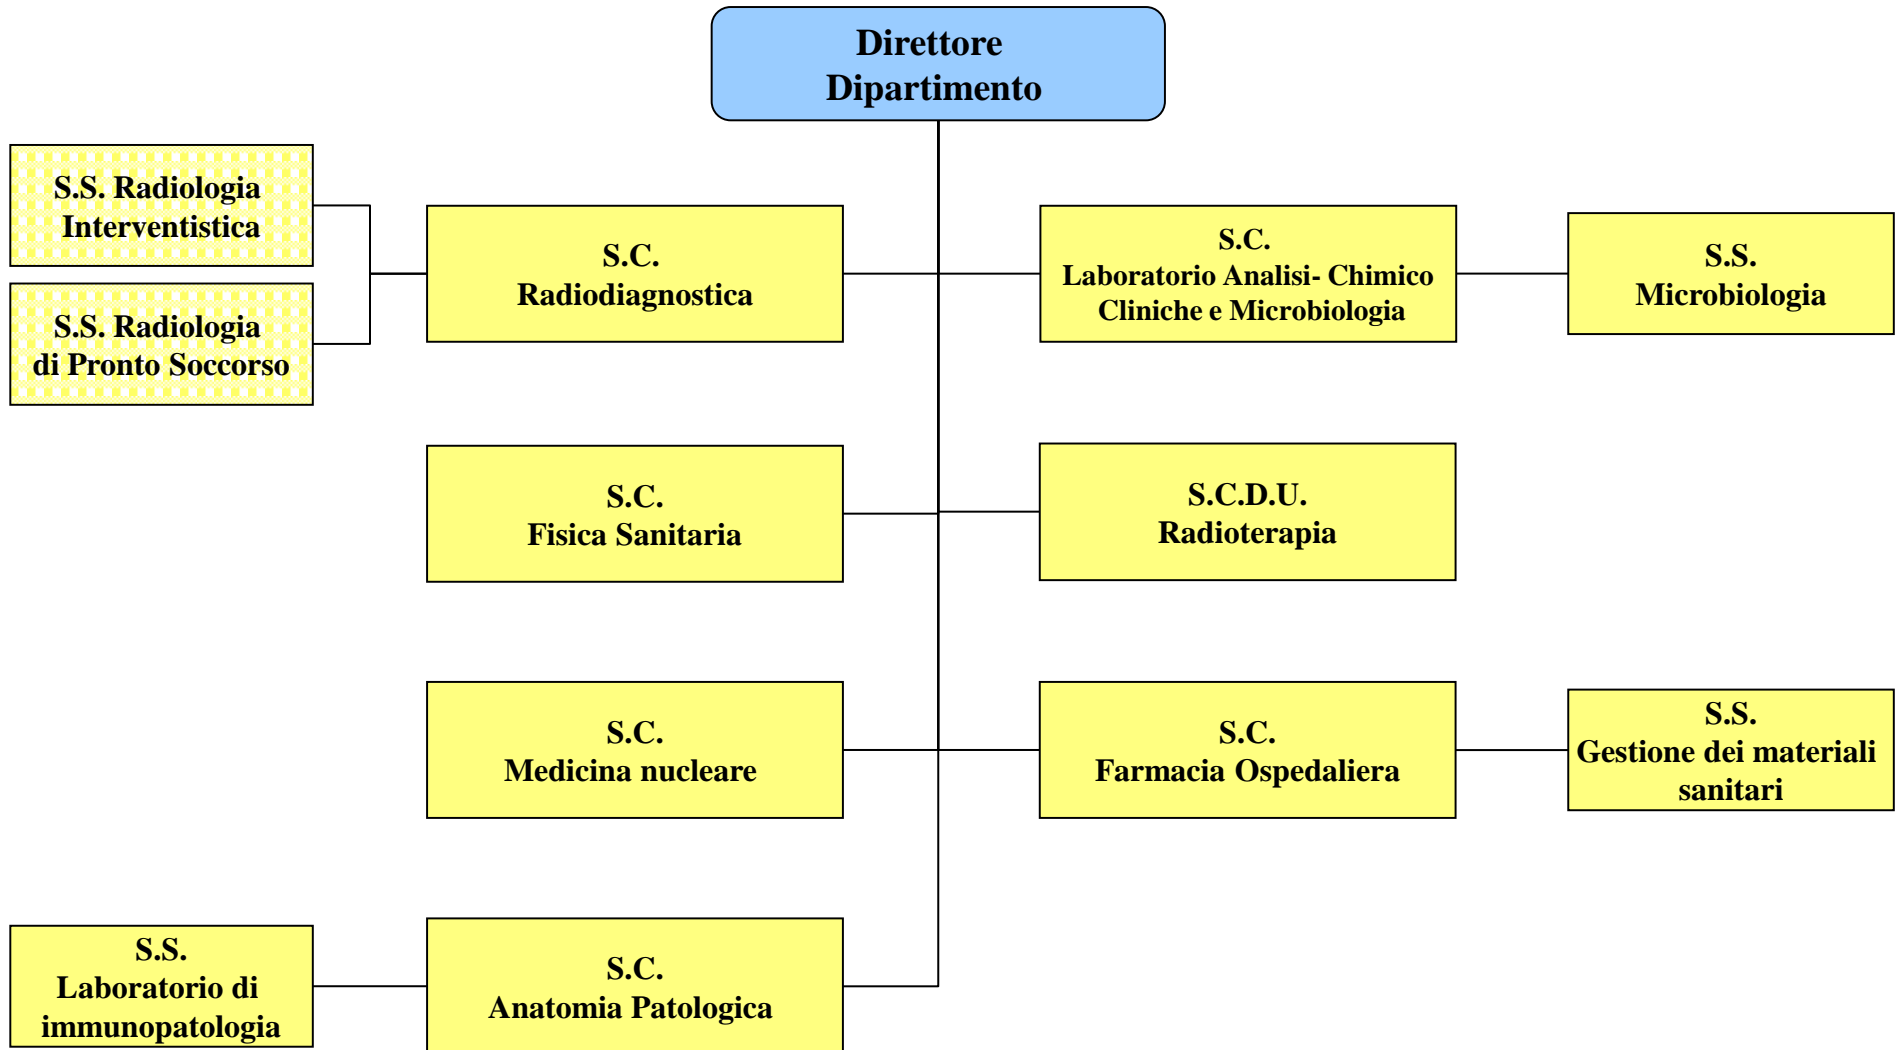 Direttore
Dipartimento
S.S. Radiologia
Interventistica
S.S. Radiologia
di Pronto Soccorso
S.C.
Radiodiagnostica
S.C.
Laboratorio Analisi- Chimico
Cliniche e Microbiologia
S.S.
Microbiologia
S.C.
Fisica Sanitaria
S.C.D.U.
Radioterapia
S.C.
Medicina nucleare
S.C.
Farmacia Ospedaliera
S.S.
Gestione dei materiali
sanitari
S.S.
Laboratorio di
immunopatologia
S.C.
Anatomia Patologica